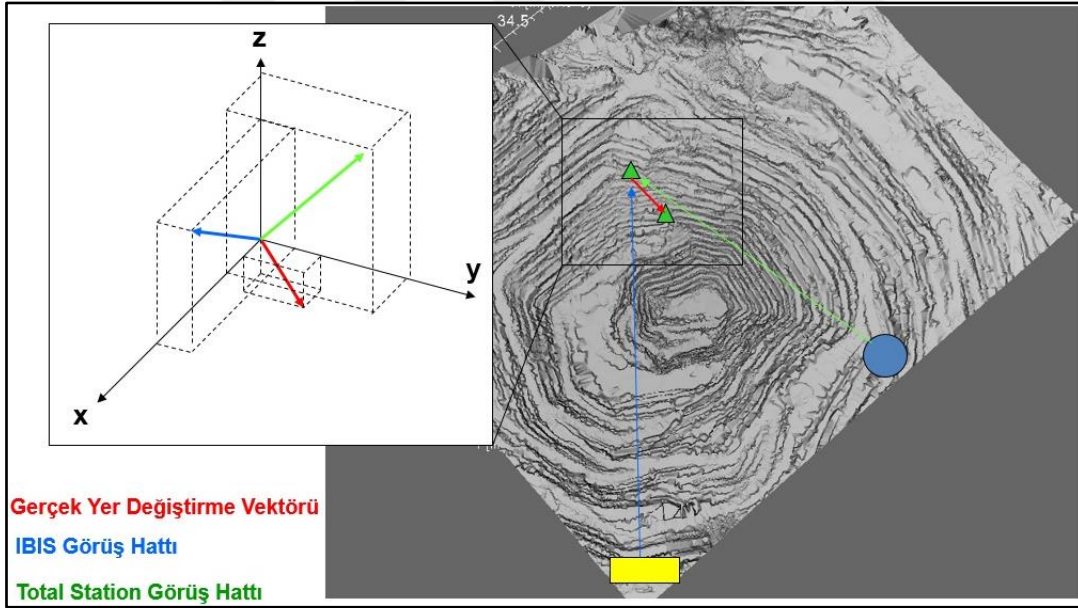 34.5
z
y
x
Gerçek Yer Değiştirme Vektörü
IBIS Görüş Hattı
Total Station Görüş Hattı